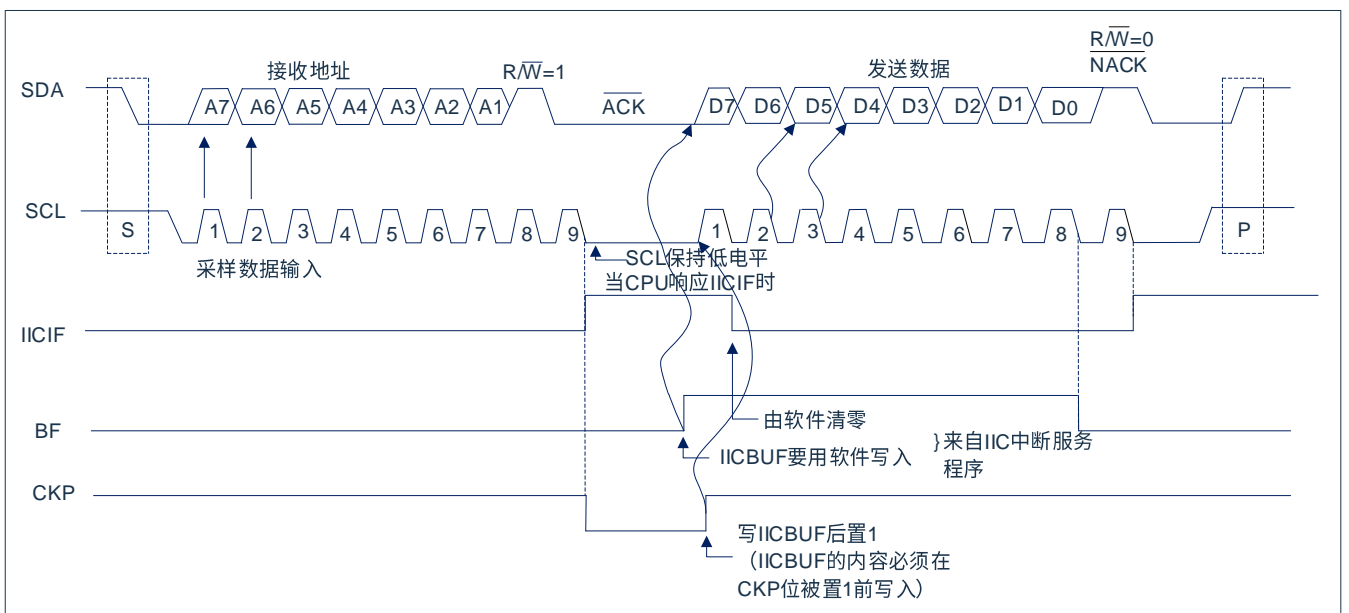 R/W=0
NACK
接收地址
R/W=1
发送数据
SDA
A7 A6 A5 A4 A3 A2 A1
ACK
D7 D6 D5 D4 D3 D2 D1 D0
SCL
S
1 2 3 4 5 6 7 8 9
1 2 3 4 5 6 7 8 9
P
采样数据输入
SCL保持低电平
当CPU响应IICIF时
IICIF
由软件清零
BF
IICBUF要用软件写入
}来自IIC中断服务
程序
CKP
写IICBUF后置1
(IICBUF的内容必须在
CKP位被置1前写入)